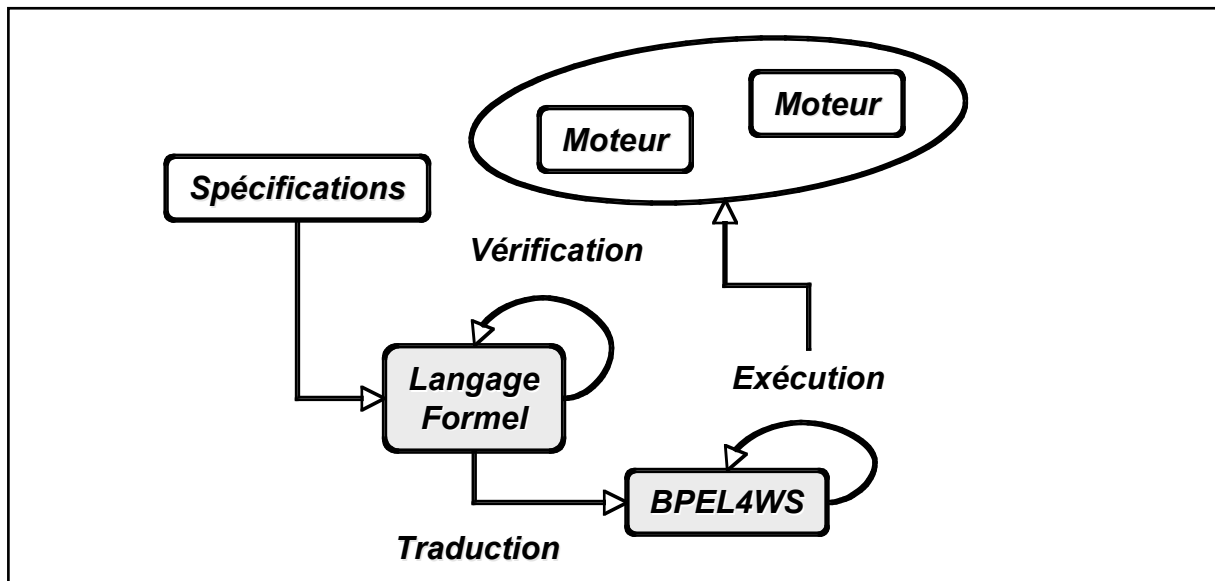 Moteur
Moteur
Spécifications
Vérification
Langage
Formel
Exécution
BPEL4WS
Traduction